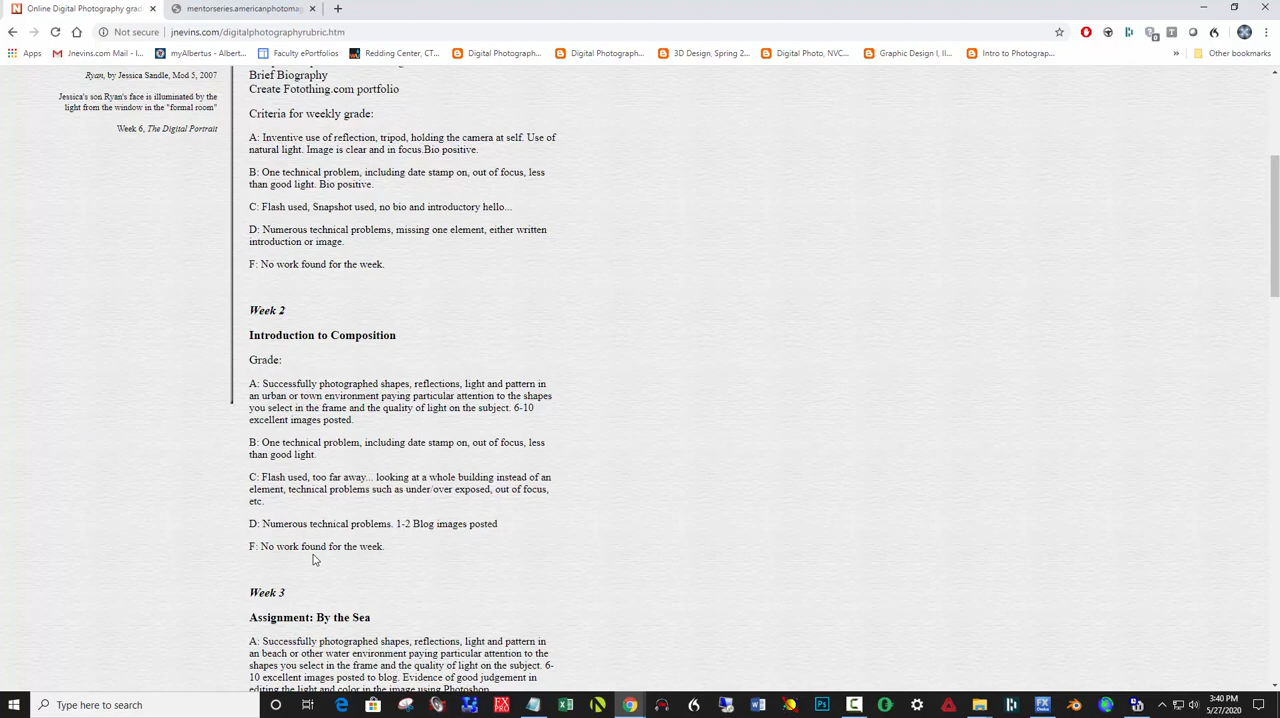 Online Digital Photography grad
mentorseries.americanphotomag
Not secure
jnevins.com/digitalphotographyrubric.htm
Apps
Jnevins.com Mail - I...
myAlbertus - Albert...
Faculty ePortfolios
Redding Center, CT...
Digital Photograph...
Digital Photograph...
3D Design, Spring 2...
Digital Photo, NVC...
Graphic Design I, II...
Intro to Photograp...
»
Other bookmarks
Ryan, by Jessica Sandle, Mod 5, 2007
Jessica's son Ryan's face is illuminated by the
light from the window in the "formal room"
Week 6, The Digital Portrait
Brief Biography
Create Fotothing.com portfolio
Criteria for weekly grade:
A: Inventive use of reflection, tripod, holding the camera at self. Use of
natural light. Image is clear and in focus.Bio positive.
B: One technical problem, including date stamp on, out of focus, less
than good light. Bio positive.
C: Flash used, Snapshot used, no bio and introductory hello...
D: Numerous technical problems, missing one element, either written
introduction or image.
F: No work found for the week.
Week 2
Introduction to Composition
Grade:
A: Successfully photographed shapes, reflections, light and pattern in
an urban or town environment paying particular attention to the shapes
you select in the frame and the quality of light on the subject. 6-10
excellent images posted.
B: One technical problem, including date stamp on, out of focus, less
than good light.
C: Flash used, too far away... looking at a whole building instead of an
element, technical problems such as under/over exposed, out of focus,
etc.
D: Numerous technical problems. 1-2 Blog images posted
F: No work found for the week.
Week 3
Assignment: By the Sea
A: Successfully photographed shapes, reflections, light and pattern in
an beach or other water environment paying particular attention to the
shapes you select in the frame and the quality of light on the subject. 6-
10 excellent images posted to blog. Evidence of good judgement in
editing the light and color in the image using Photoshop
Type here to search
3:40 PM
5/27/2020